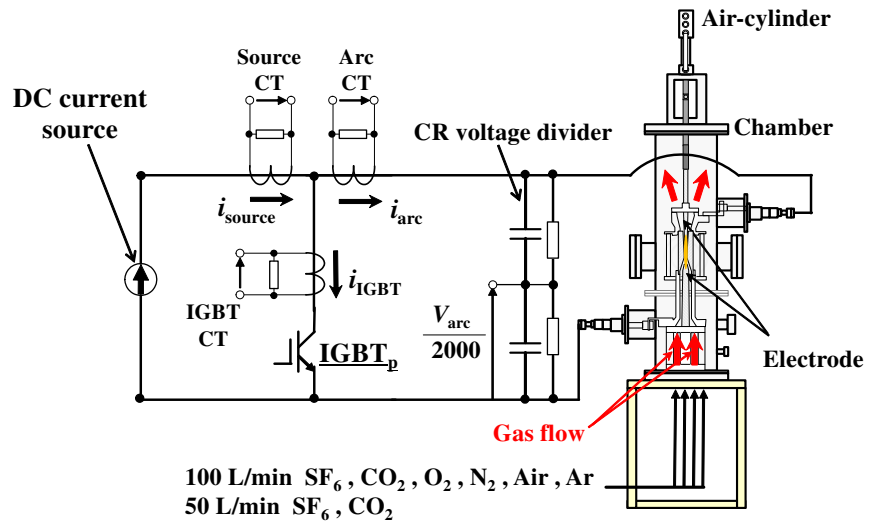 Air-cylinder
Source
CT
Arc
CT
DC current
source
CR voltage divider
Chamber
i_source
i_arc
i_IGBT
IGBT
CT
V_arc
2000
IGBT_p
Electrode
Gas flow
100 L/min SF₆ , CO₂ , O₂ , N₂ , Air , Ar
50 L/min SF₆ , CO₂